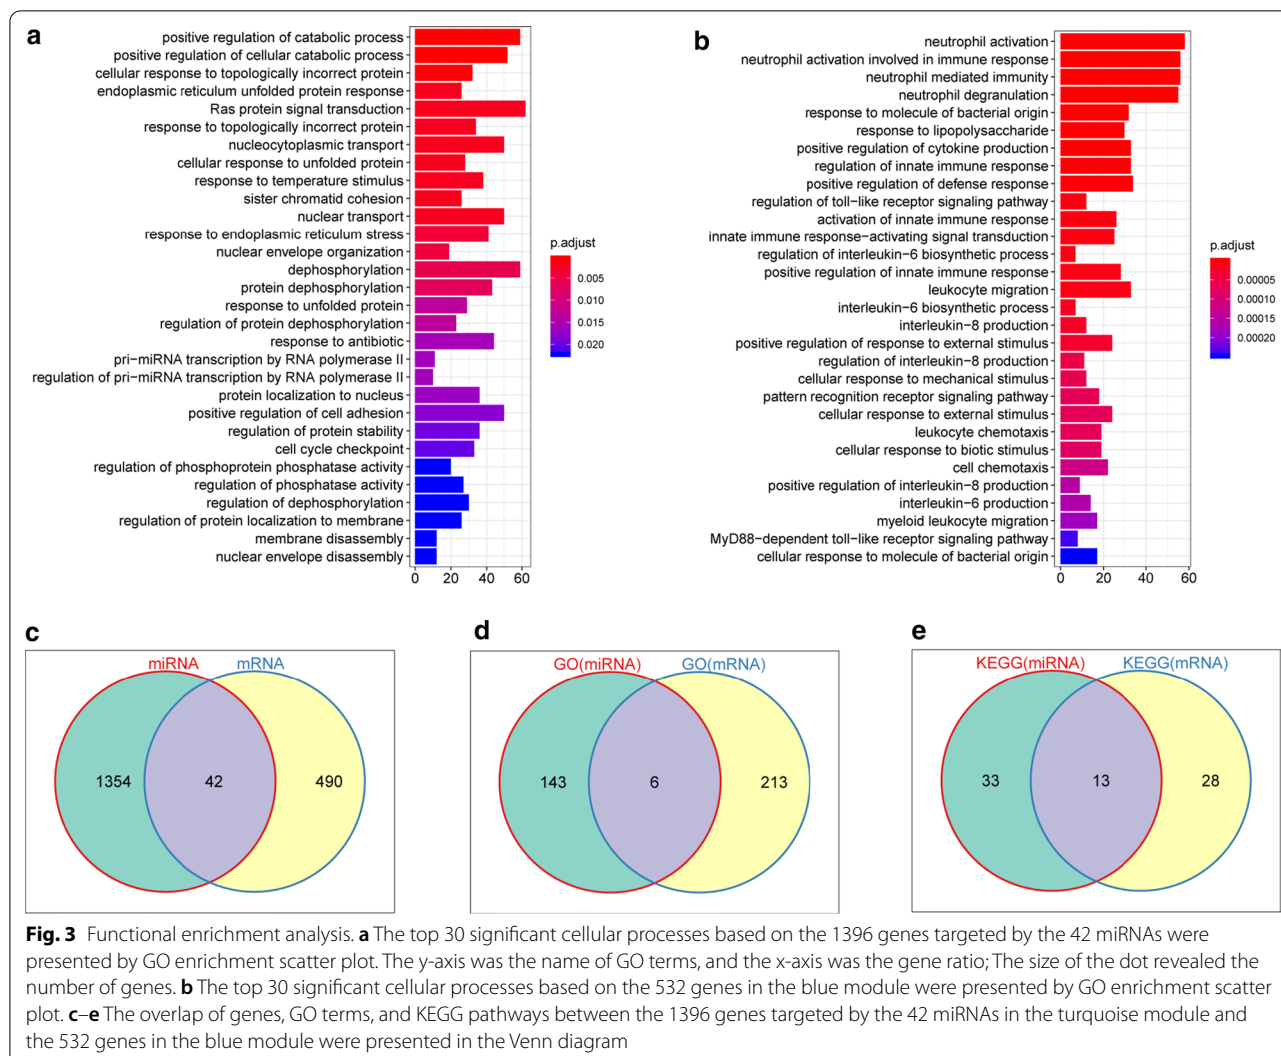 a
positive regulation of catabolic process
positive regulation of cellular catabolic process
cellular response to topologically incorrect protein
endoplasmic reticulum unfolded protein response
Ras protein signal transduction
response to topologically incorrect protein
nucleocytoplasmic transport
cellular response to unfolded protein
response to temperature stimulus
sister chromatid cohesion
nuclear transport
response to endoplasmic reticulum stress
nuclear envelope organization
dephosphorylation
protein dephosphorylation
response to unfolded protein
regulation of protein dephosphorylation
response to antibiotic
pri−miRNA transcription by RNA polymerase II
regulation of pri−miRNA transcription by RNA polymerase II
protein localization to nucleus
positive regulation of cell adhesion
regulation of protein stability
cell cycle checkpoint
regulation of phosphoprotein phosphatase activity
regulation of phosphatase activity
regulation of dephosphorylation
regulation of protein localization to membrane
membrane disassembly
nuclear envelope disassembly
0 20 40 60
p.adjust
0.005
0.010
0.015
0.020
b
neutrophil activation
neutrophil activation involved in immune response
neutrophil mediated immunity
neutrophil degranulation
response to molecule of bacterial origin
response to lipopolysaccharide
positive regulation of cytokine production
regulation of innate immune response
positive regulation of defense response
regulation of toll−like receptor signaling pathway
activation of innate immune response
innate immune response−activating signal transduction
regulation of interleukin−6 biosynthetic process
positive regulation of innate immune response
leukocyte migration
interleukin−6 biosynthetic process
interleukin−8 production
positive regulation of response to external stimulus
regulation of interleukin−8 production
cellular response to mechanical stimulus
pattern recognition receptor signaling pathway
cellular response to external stimulus
leukocyte chemotaxis
cellular response to biotic stimulus
cell chemotaxis
positive regulation of interleukin−8 production
interleukin−6 production
myeloid leukocyte migration
MyD88−dependent toll−like receptor signaling pathway
cellular response to molecule of bacterial origin
0 20 40 60
p.adjust
0.00005
0.00010
0.00015
0.00020
c
miRNA mRNA
1354 42 490
d
GO(miRNA) GO(mRNA)
143 6 213
e
KEGG(miRNA) KEGG(mRNA)
33 13 28
Fig. 3 Functional enrichment analysis. a The top 30 significant cellular processes based on the 1396 genes targeted by the 42 miRNAs were
presented by GO enrichment scatter plot. The y-axis was the name of GO terms, and the x-axis was the gene ratio; The size of the dot revealed the
number of genes. b The top 30 significant cellular processes based on the 532 genes in the blue module were presented by GO enrichment scatter
plot. c–e The overlap of genes, GO terms, and KEGG pathways between the 1396 genes targeted by the 42 miRNAs in the turquoise module and
the 532 genes in the blue module were presented in the Venn diagram